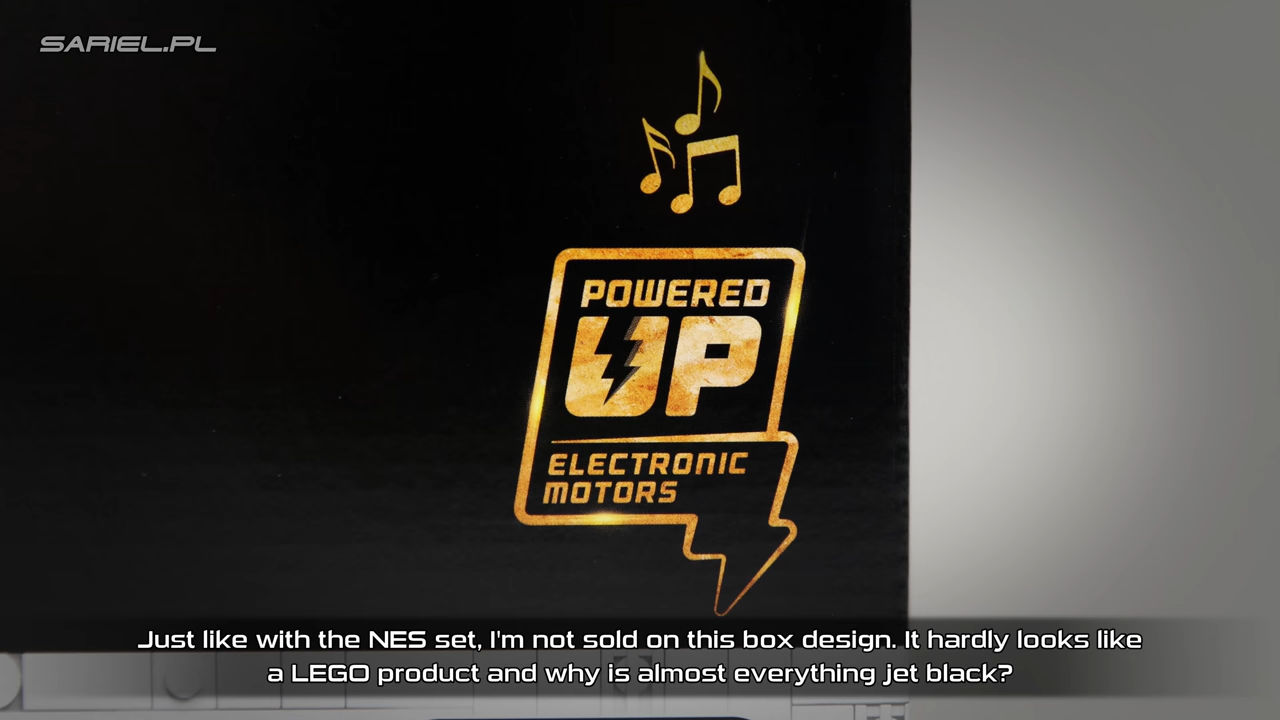 SARIEL.PL
POWERED
UP
ELECTRONIC
MOTORS
Just like with the NES set, I'm not sold on this box design. It hardly looks like
a LEGO product and why is almost everything jet black?